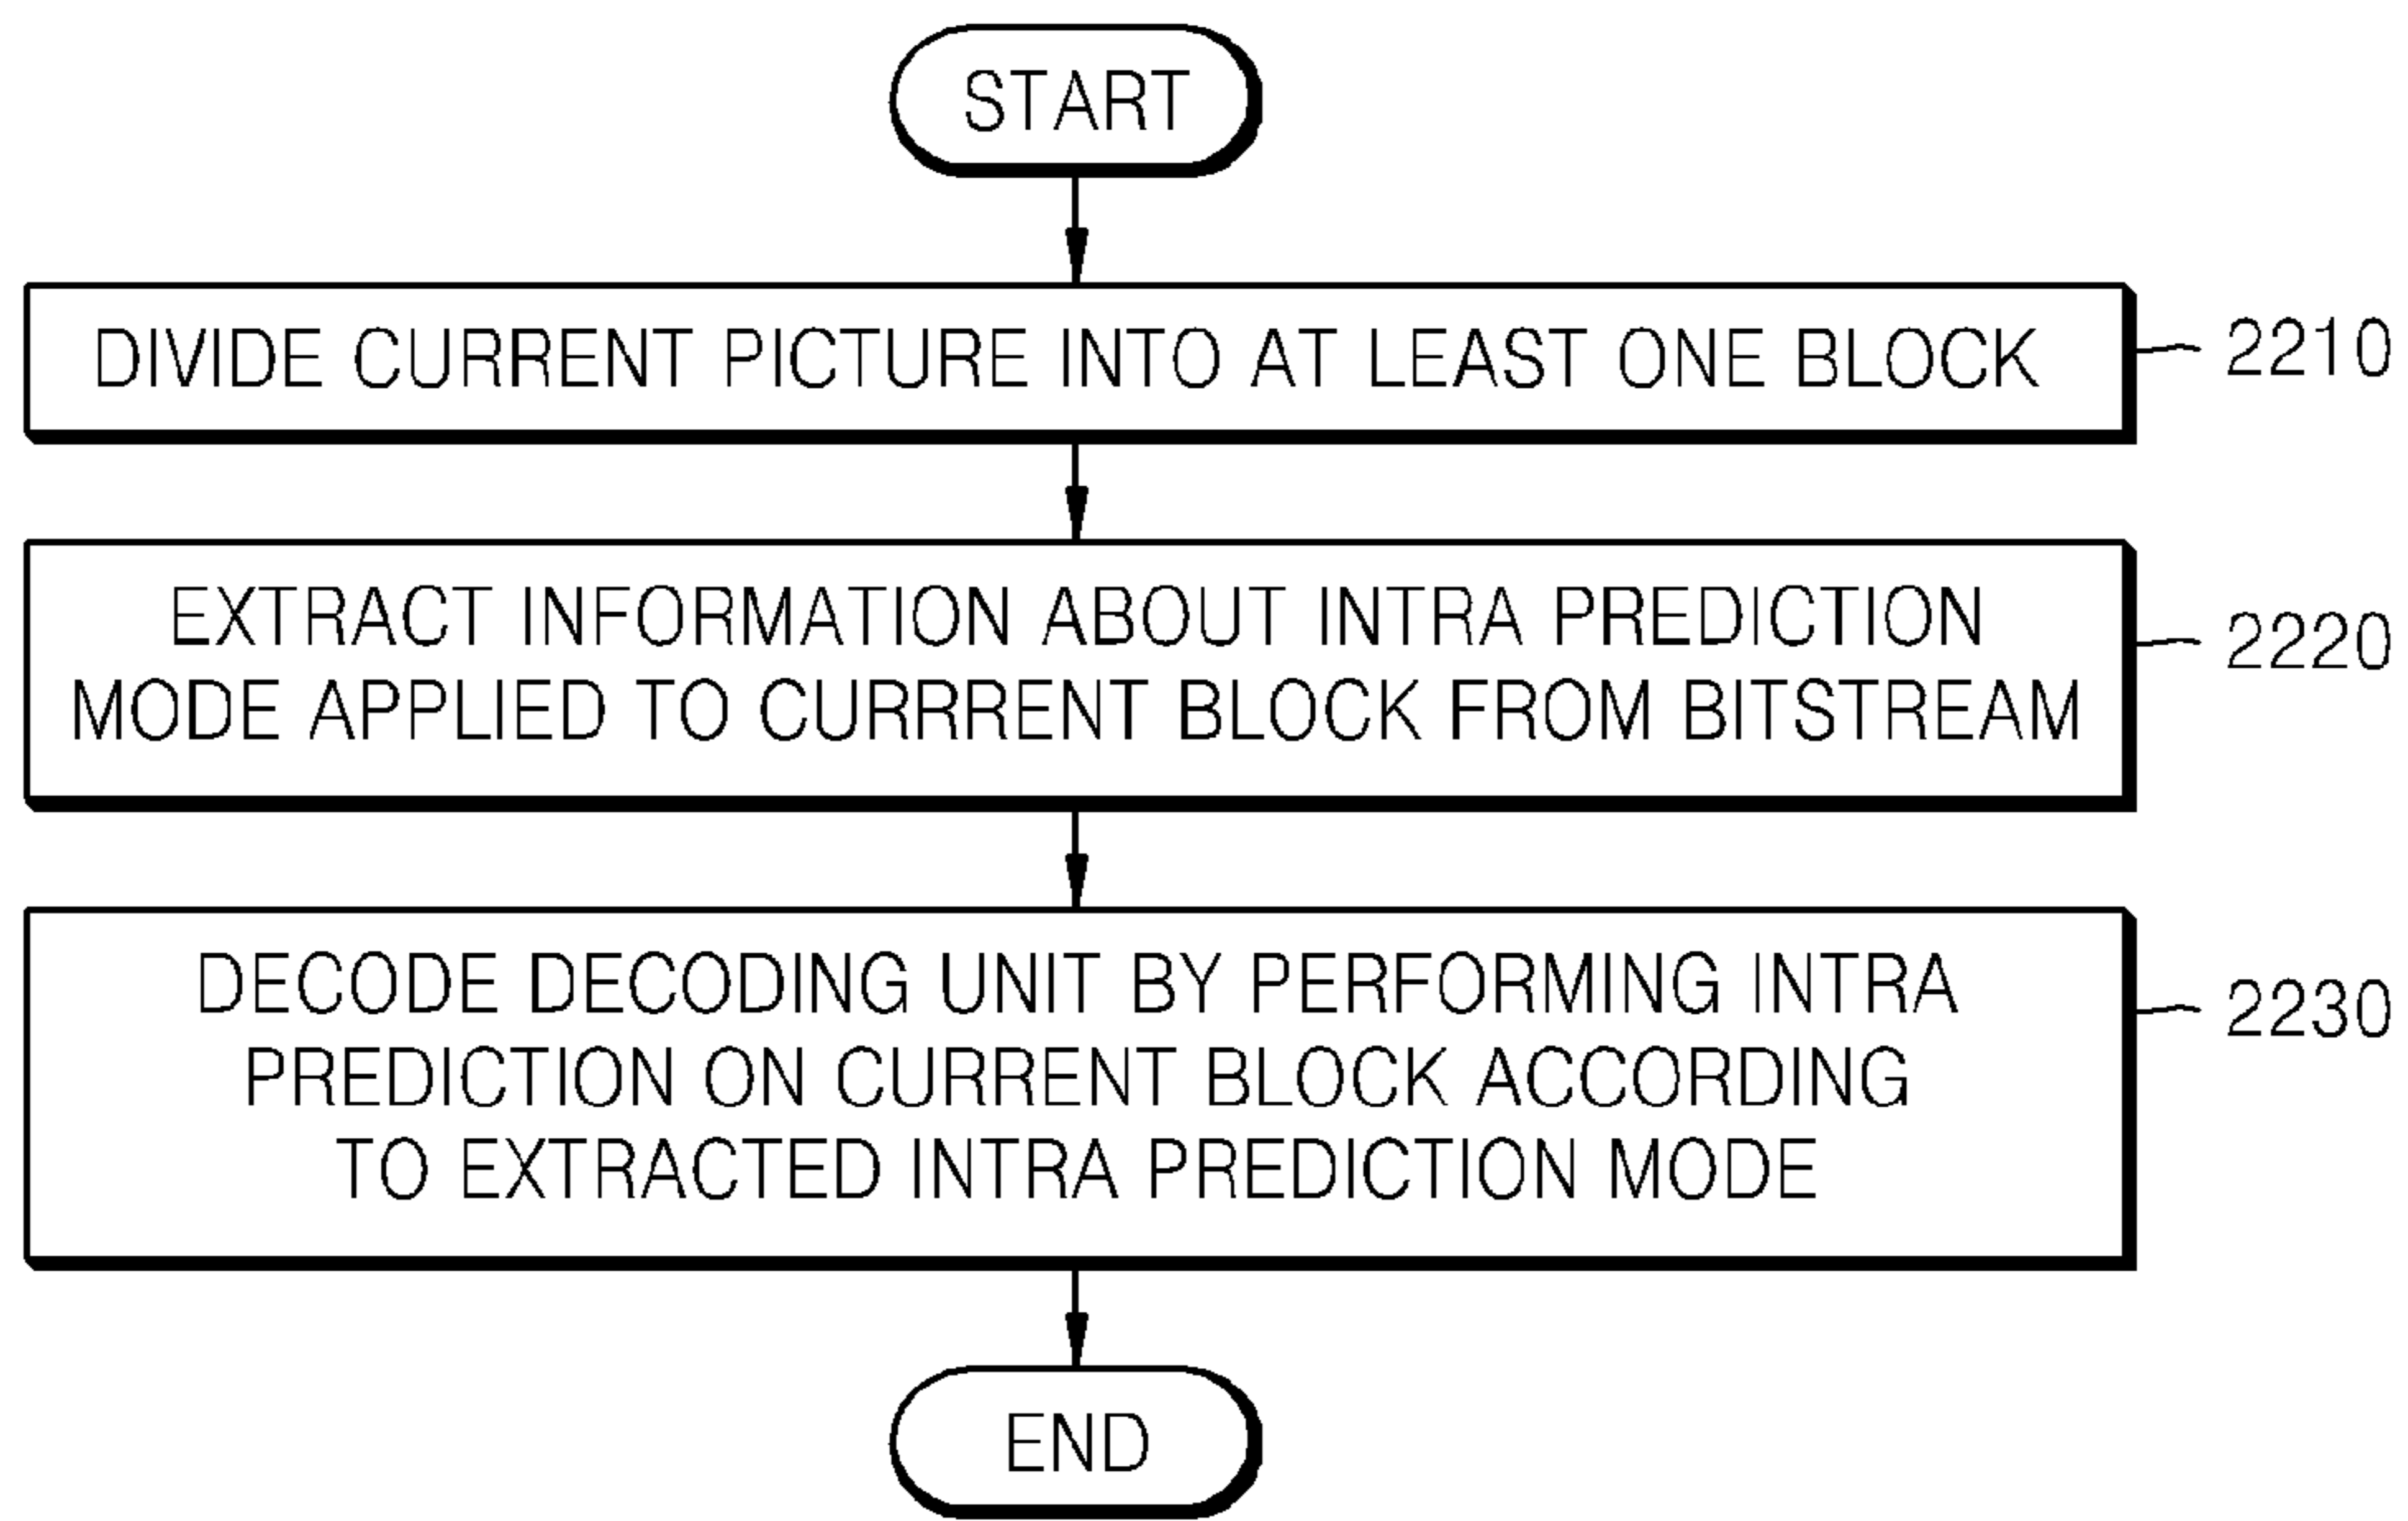 START
DIVIDE CURRENT PICTURE INTO AT LEAST ONE BLOCK
2210
EXTRACT INFORMATION ABOUT INTRA PREDICTION
MODE APPLIED TO CURRRENT BLOCK FROM BITSTREAM
2220
DECODE DECODING UNIT BY PERFORMING INTRA
PREDICTION ON CURRENT BLOCK ACCORDING
TO EXTRACTED INTRA PREDICTION MODE
2230
END